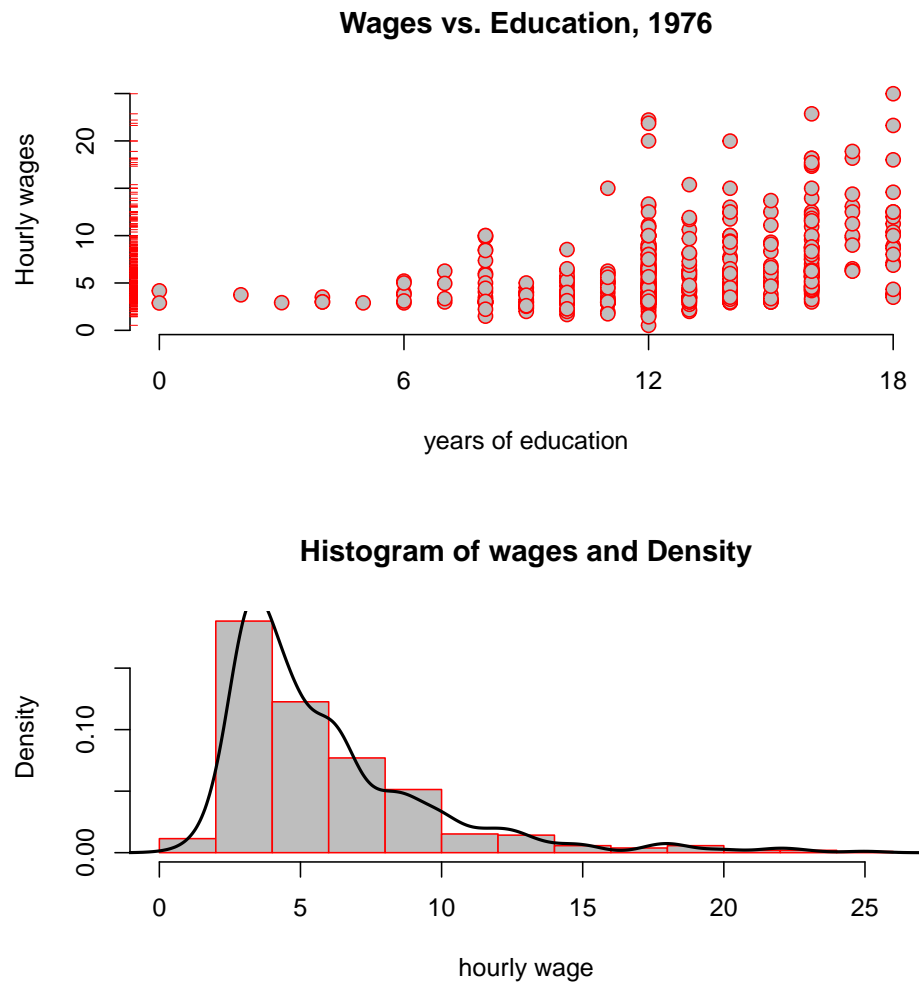 Wages vs. Education, 1976
Hourly wages
20
10
5
0
0 6 12 18
years of education
Histogram of wages and Density
Density
0.10
0.00
0 5 10 15 20 25
hourly wage